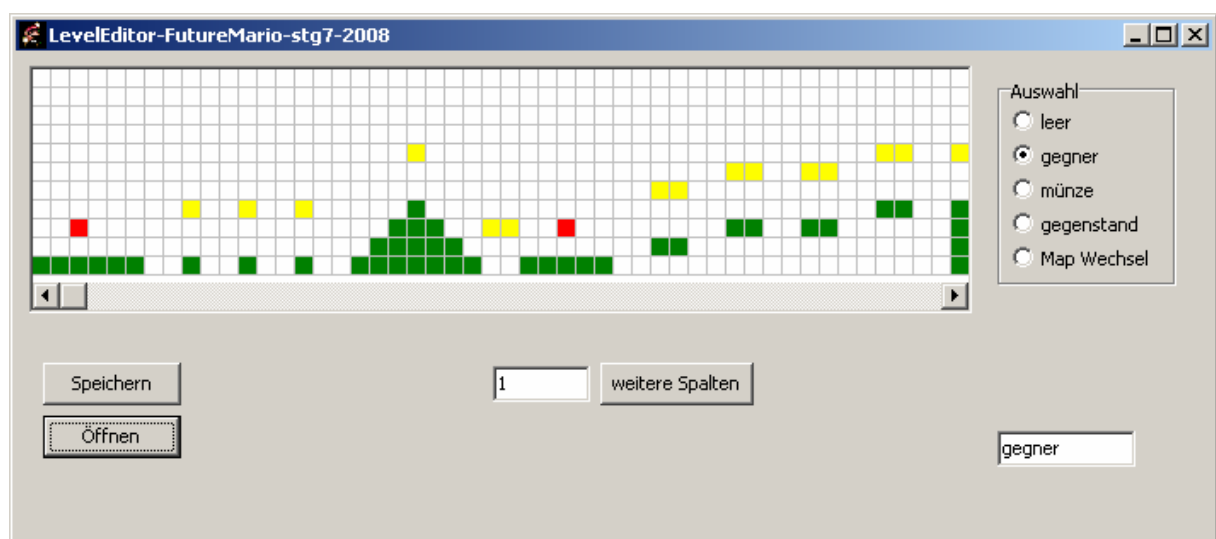 LevelEditor-FutureMario-stg7-2008
Auswahl
leer
gegner
münze
gegenstand
Map Wechsel
Speichern
1
weitere Spalten
Öffnen
gegner